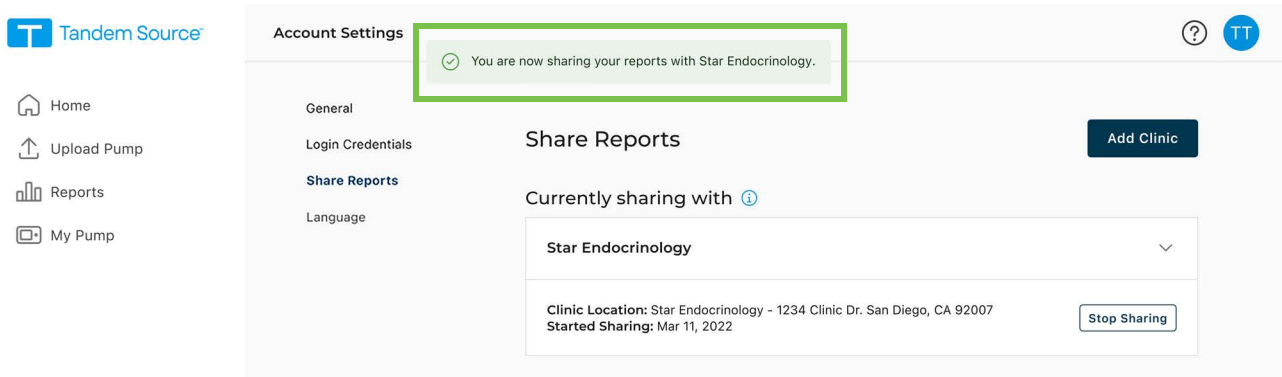 Tandem Source™
Home
Upload Pump
Reports
My Pump
Account Settings
You are now sharing your reports with Star Endocrinology.
?
TT
General
Login Credentials
Share Reports
Language
Share Reports
Add Clinic
Currently sharing with
Star Endocrinology
Clinic Location: Star Endocrinology - 1234 Clinic Dr. San Diego, CA 92007
Started Sharing: Mar 11, 2022
Stop Sharing